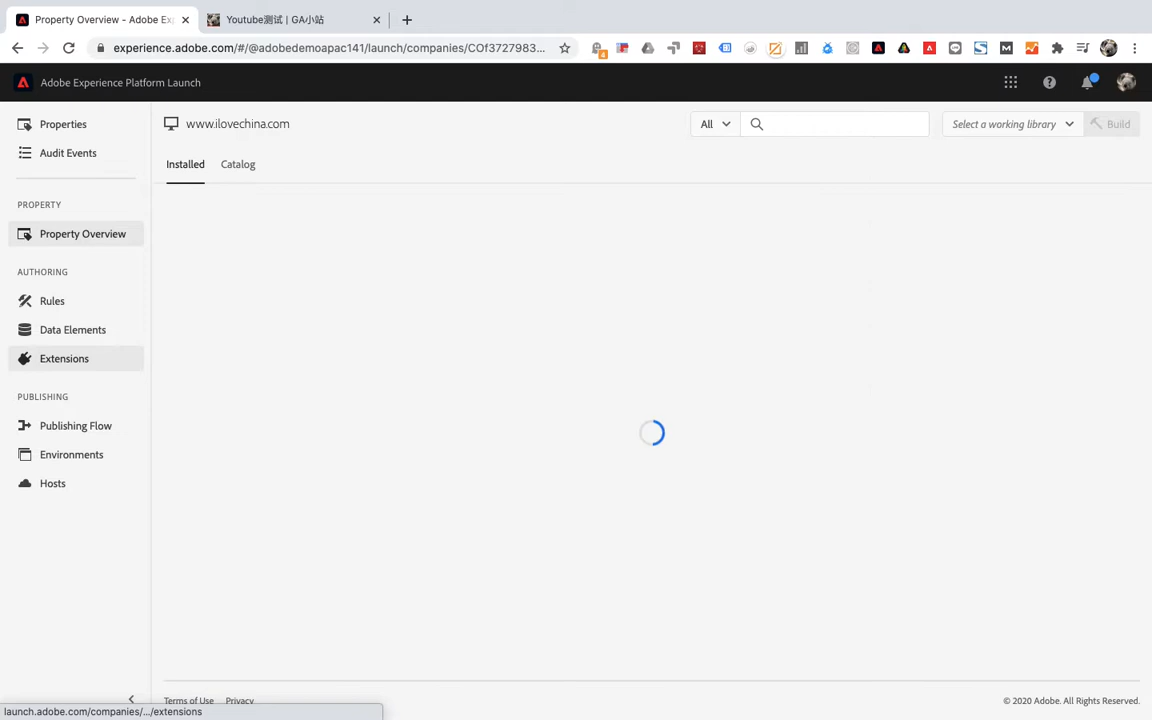 Property Overview - Adobe Ex
Youtube测试 | GA小站
experience.adobe.com/#/@adobedemoapac141/launch/companies/COf3727983...
4
Adobe Experience Platform Launch
Properties
Audit Events
PROPERTY
Property Overview
AUTHORING
Rules
Data Elements
Extensions
PUBLISHING
Publishing Flow
Environments
Hosts
www.ilovechina.com
All
Select a working library
Build
Installed
Catalog
Terms of Use
Privacy
© 2020 Adobe. All Rights Reserved.
launch.adobe.com/companies/.../extensions